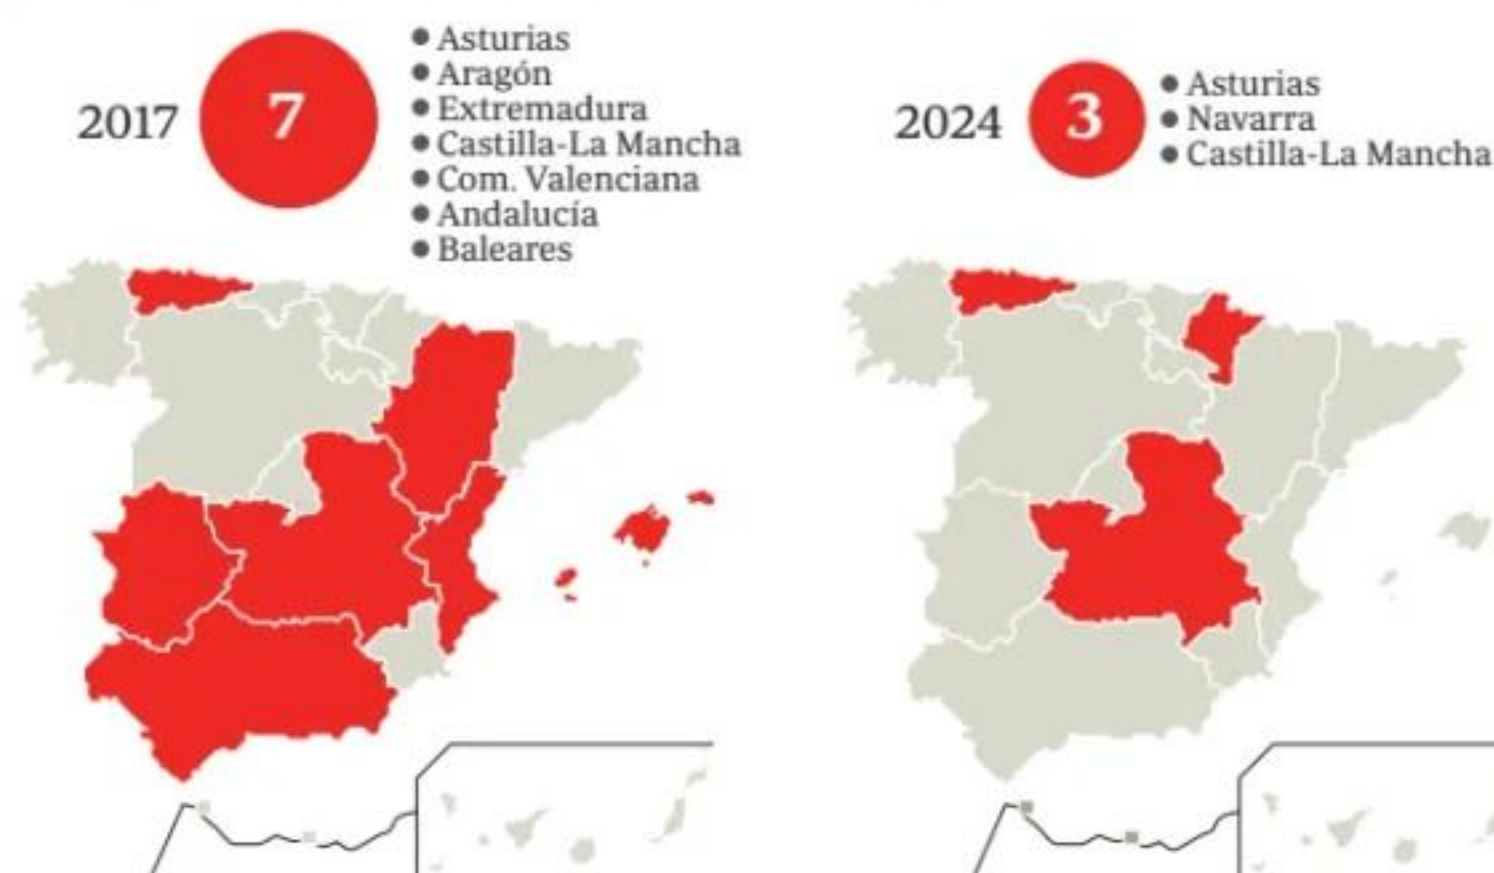 2017
7
● Asturias
● Aragón
● Extremadura
● Castilla-La Mancha
● Com. Valenciana
● Andalucía
● Baleares
2024
3
● Asturias
● Navarra
● Castilla-La Mancha